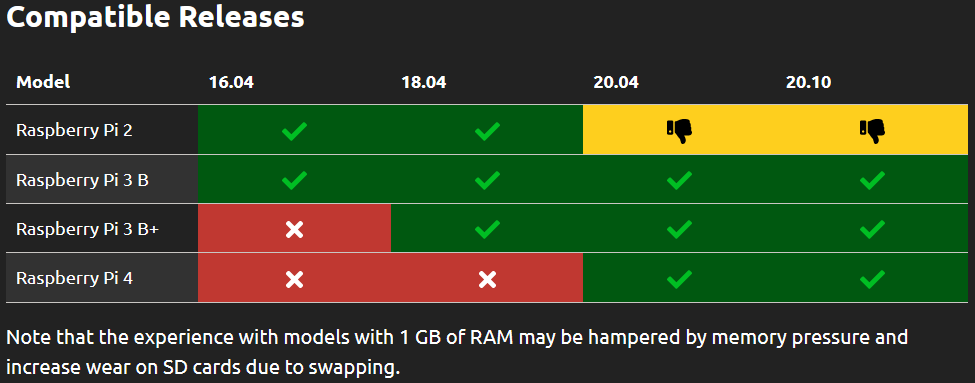 Compatible Releases
Model 16.04 18.04 20.04 20.10
Raspberry Pi 2
Raspberry Pi 3 B
Raspberry Pi 3 B+
Raspberry Pi 4
Note that the experience with models with 1 GB of RAM may be hampered by memory pressure and
increase wear on SD cards due to swapping.